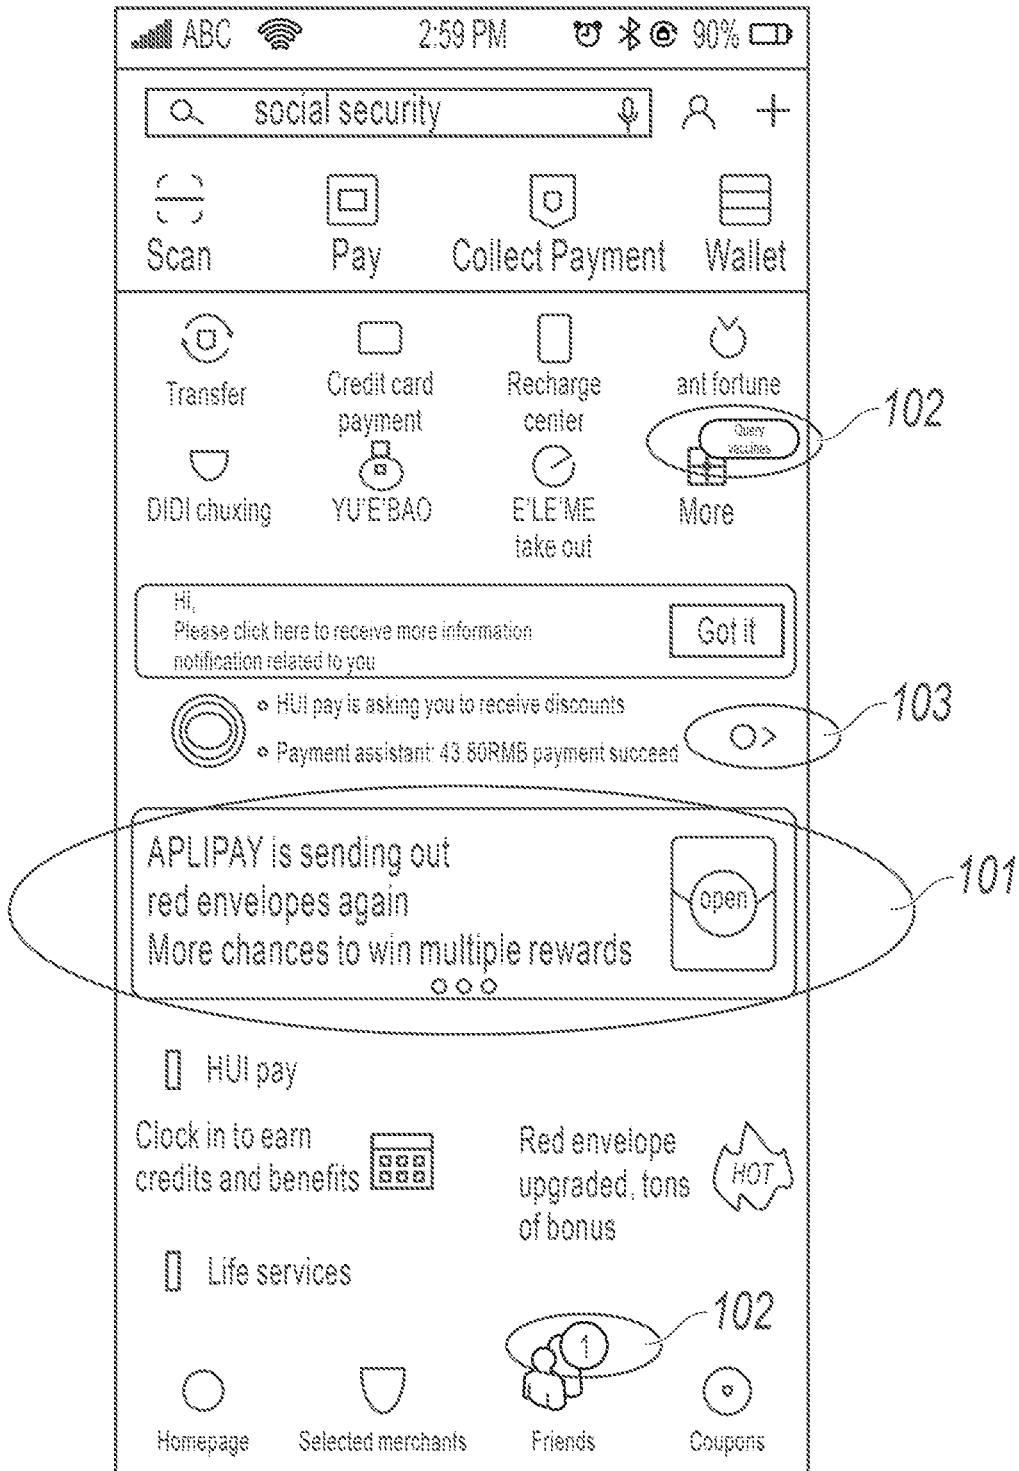 ABC 2:59 PM 90%
social security
Scan Pay Collect Payment Wallet
Transfer Credit card payment Recharge center ant fortune
102
Query vaccines
DIDI chuxing YU'E'BAO E'LE'ME take out More
Hi,
Please click here to receive more information
notification related to you
Got it
103
HUI pay is asking you to receive discounts
Payment assistant: 43.80RMB payment succeed
101
APLIPAY is sending out
red envelopes again
More chances to win multiple rewards
open
HUI pay
Clock in to earn
credits and benefits
Red envelope
upgraded, tons
of bonus
HOT
Life services
102
1
Homepage Selected merchants Friends Coupons